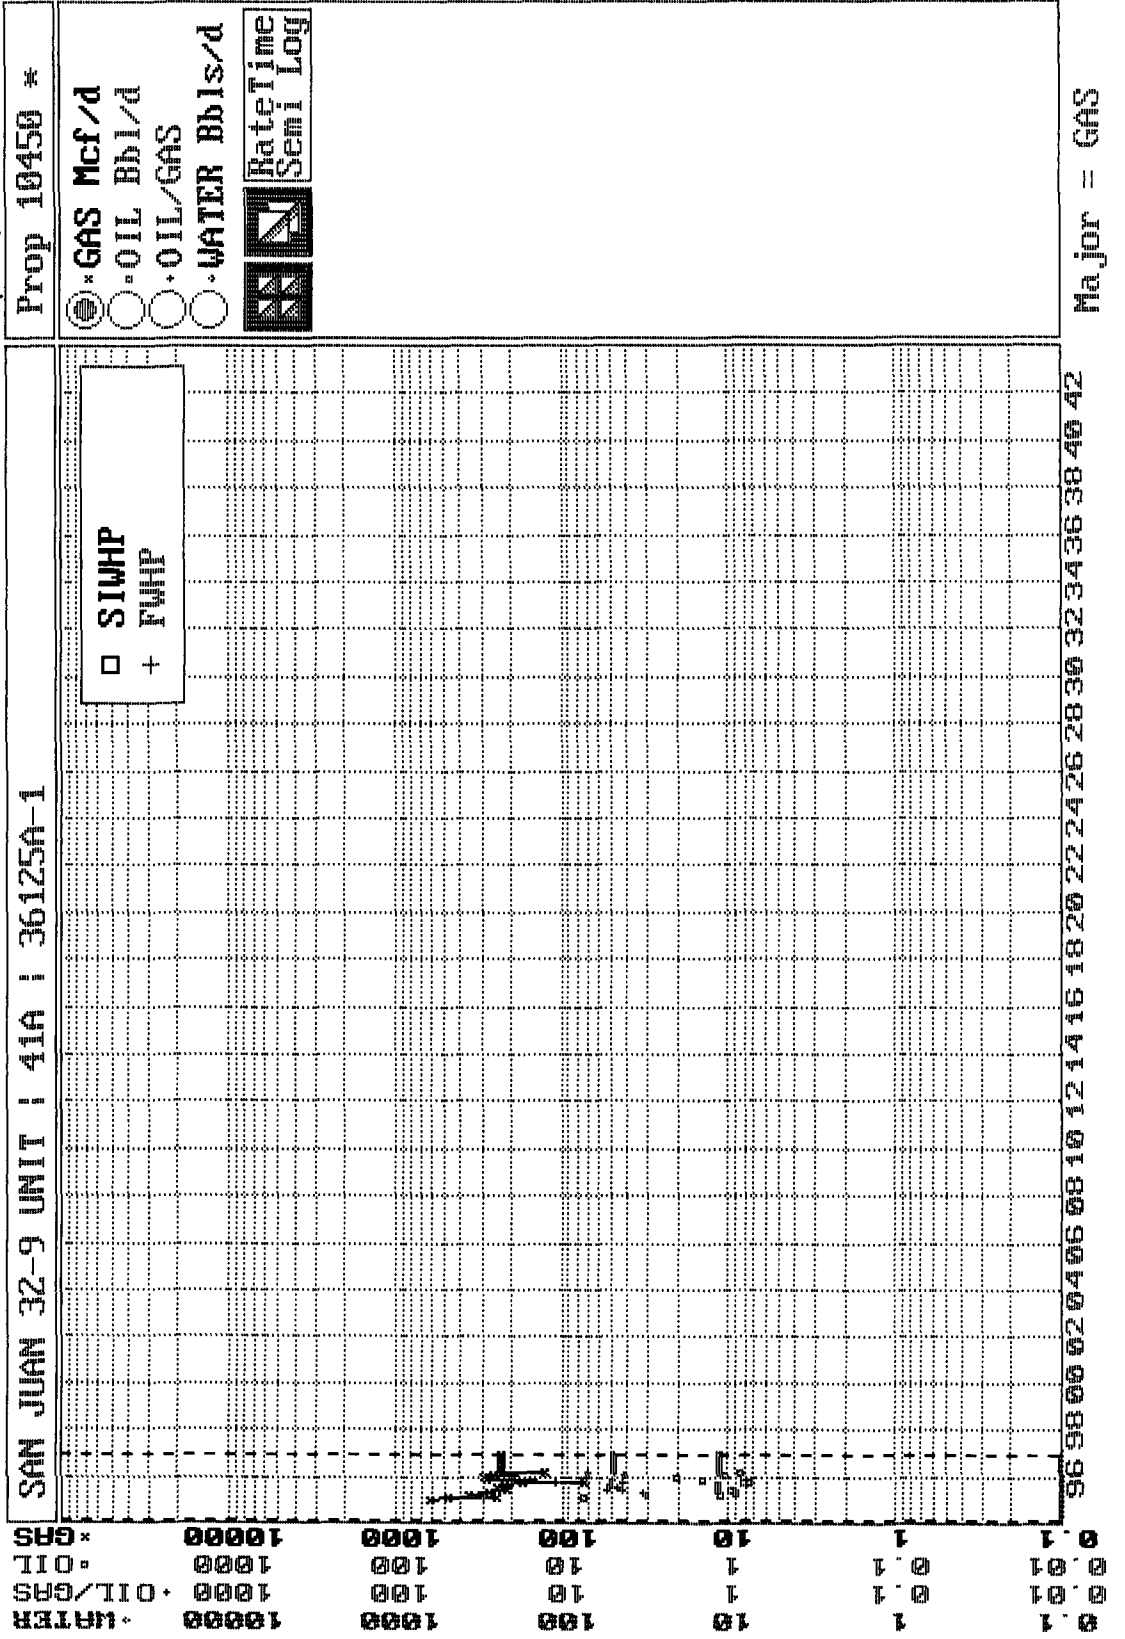 SAN JUAN 32-9 UNIT : 41A : 36125A-1
Prop 10450 *
GAS Mcf/d
OIL Bbl/d
OIL/GAS
WATER Bbls/d
RateTime
Semi Log
SIWHP
FWHP
WATER OIL/GAS OIL GAS
10000 1000 1000 10000
1000 100 100 1000
100 10 10 100
10 1 1 10
1 0.1 0.1 1
0.1 0.01 0.01 0.1
96 98 00 02 04 06 08 10 12 14 16 18 20 22 24 26 28 30 32 34 36 38 40 42
Major = GAS